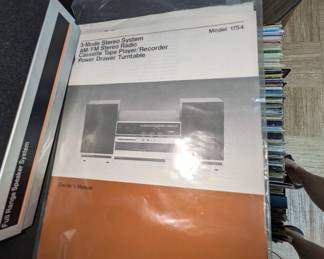 3-Mode Stereo System
AM/FM Stereo Radio
Cassette Tape Player/Recorder
Power Drawer Turntable
Model 1754
Owner's Manual
Full Range Speaker System